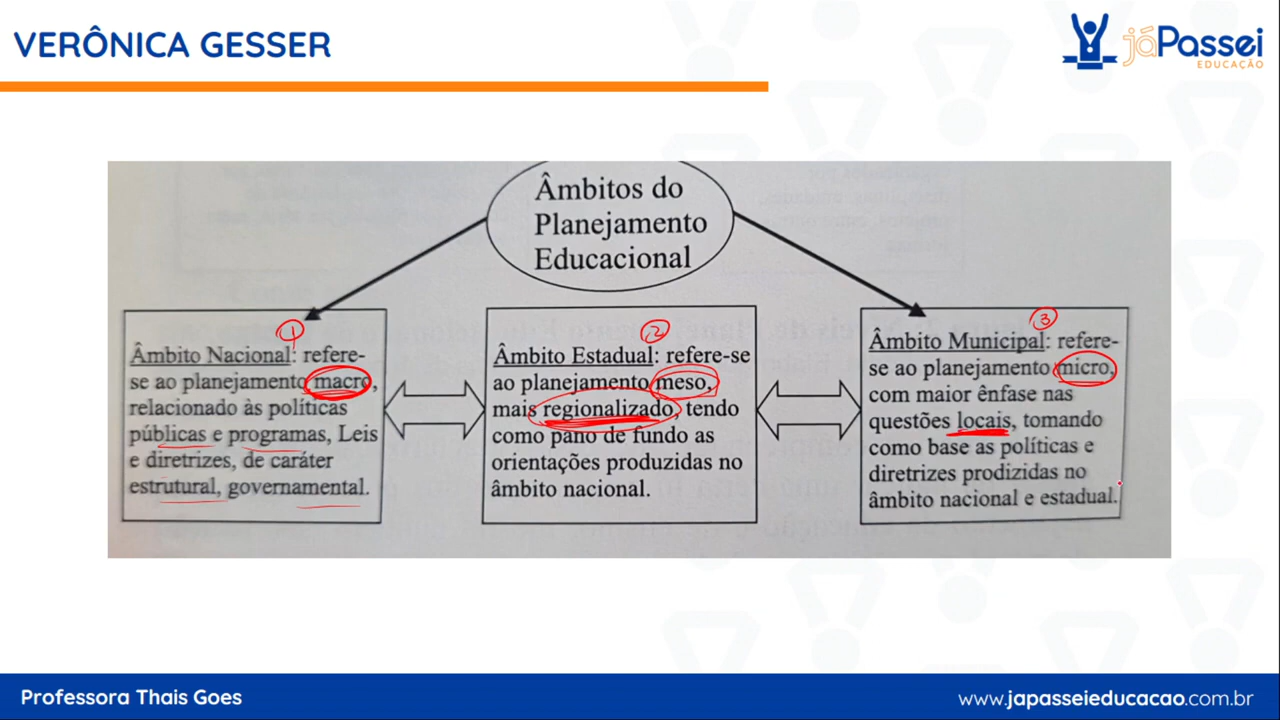 VERÔNICA GESSER
jáPassei
EDUCAÇÃO
Âmbitos do
Planejamento
Educacional
1
Âmbito Nacional: refere-
se ao planejamento macro,
relacionado às políticas
públicas e programas, Leis
e diretrizes, de caráter
estrutural, governamental.
2
Âmbito Estadual: refere-se
ao planejamento meso,
mais regionalizado, tendo
como pano de fundo as
orientações produzidas no
âmbito nacional.
3
Âmbito Municipal: refere-
se ao planejamento micro,
com maior ênfase nas
questões locais, tomando
como base as políticas e
diretrizes prodizidas no
âmbito nacional e estadual.
Professora Thais Goes
www.japasseieducacao.com.br